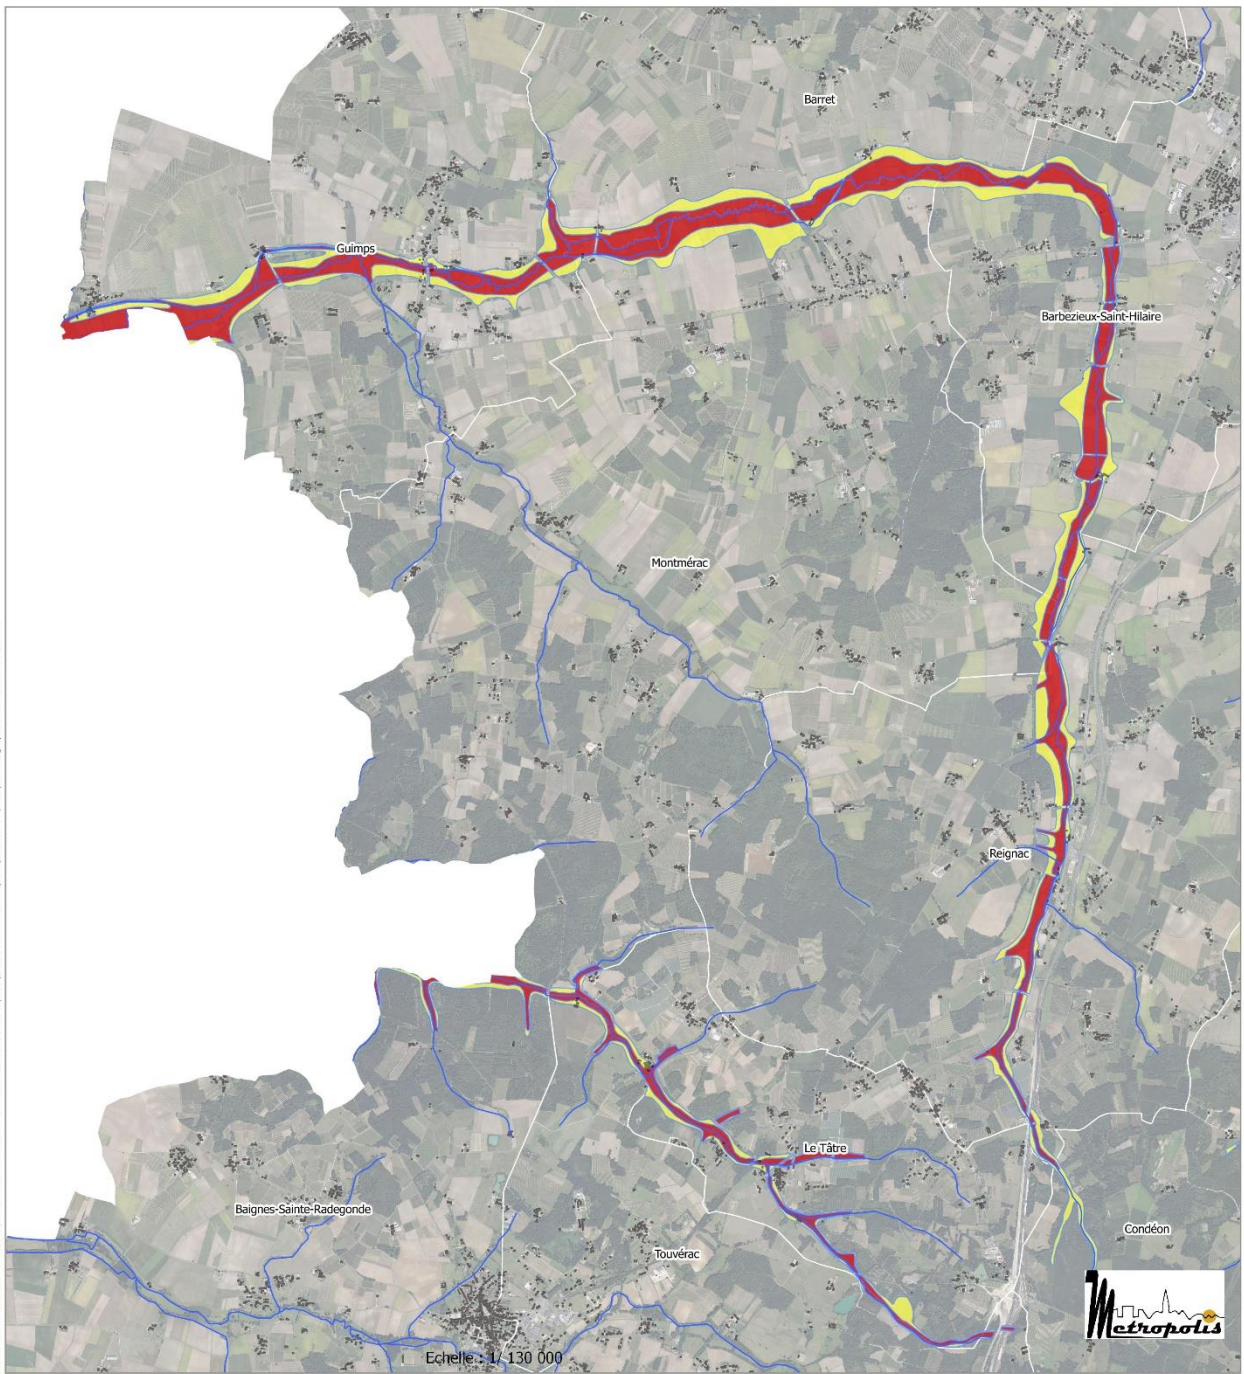 Barret
Guimps
Barbezieux-Saint-Hilaire
Montmérac
Reignac
Le Tâtre
Baignes-Sainte-Radegonde
Condéon
Touvérac
Metropolis
Echelle : 1/ 130 000